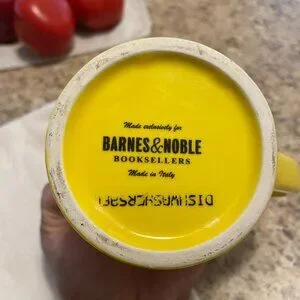 Made exclusively for
BARNES&NOBLE
BOOKSELLERS
Made in Italy
DISHWASHERSAFE